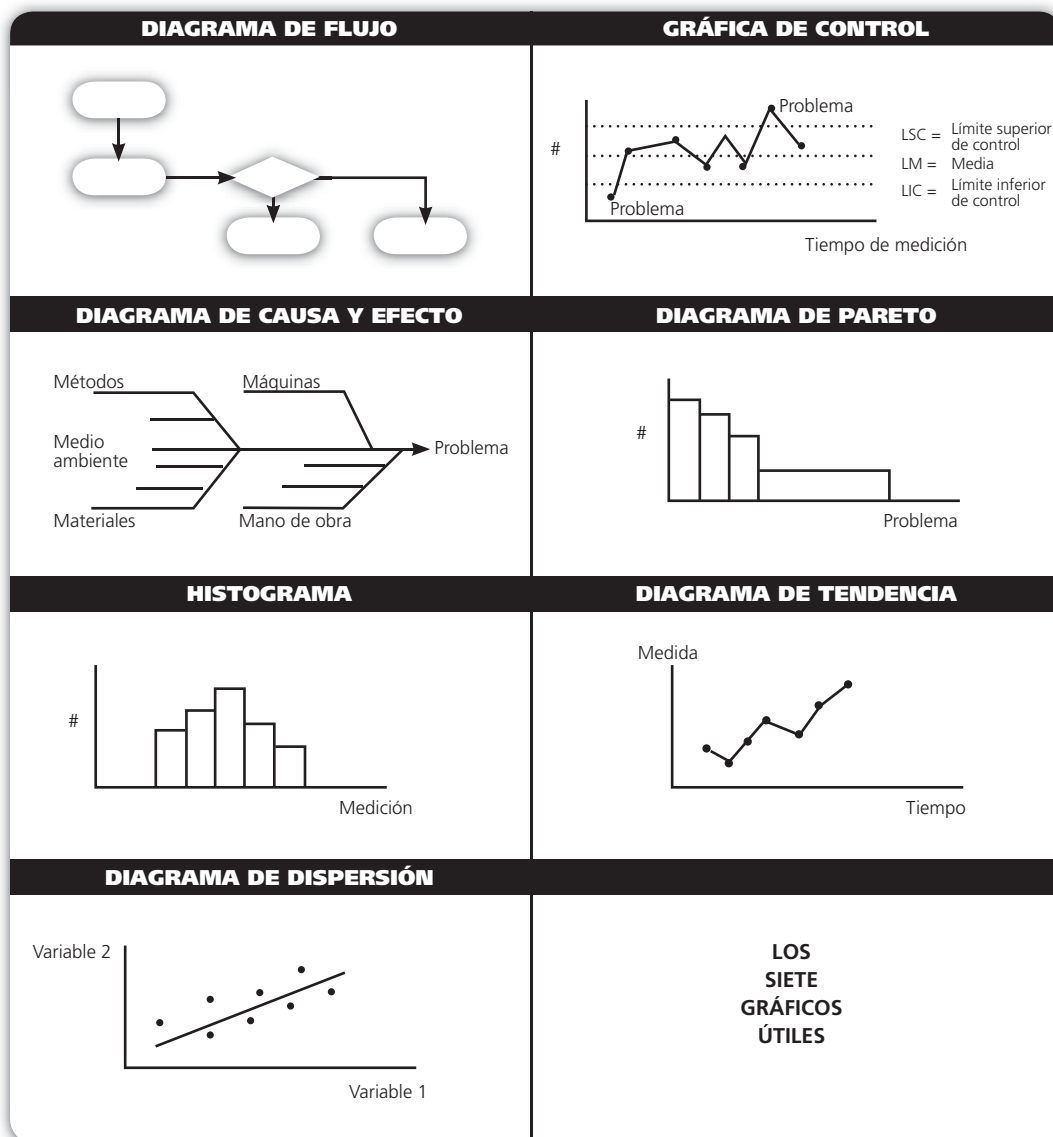 DIAGRAMA DE FLUJO
GRÁFICA DE CONTROL
#
Problema
Problema
LSC = Límite superior
de control
LM = Media
LIC = Límite inferior
de control
Tiempo de medición
DIAGRAMA DE CAUSA Y EFECTO
Métodos
Máquinas
Medio
ambiente
Problema
Materiales
Mano de obra
DIAGRAMA DE PARETO
#
Problema
HISTOGRAMA
#
Medición
DIAGRAMA DE TENDENCIA
Medida
Tiempo
DIAGRAMA DE DISPERSIÓN
Variable 2
Variable 1
LOS
SIETE
GRÁFICOS
ÚTILES